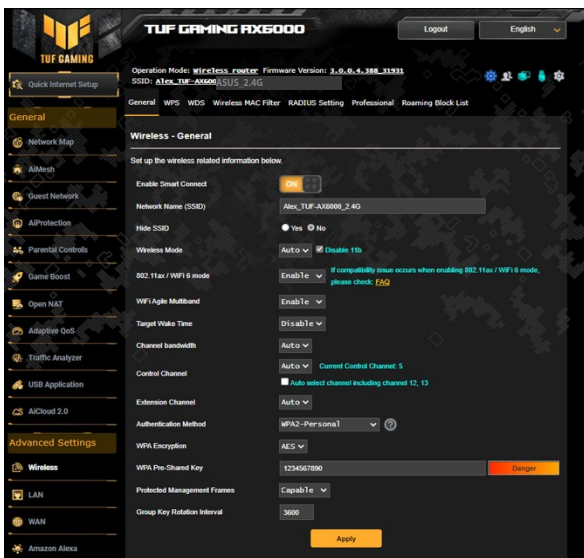 TUF GAMING
TUF GAMING AX6000
Logout
English
Quick Internet Setup
Operation Mode: Wireless router Firmware Version: 3.0.0.4.388_31931
SSID: Alex_TUF-AX600 ASUS_2.4G
General WPS WDS Wireless MAC Filter RADIUS Setting Professional Roaming Block List
General
Network Map
AiMesh
Guest Network
AiProtection
Parental Controls
Game Boost
Open NAT
Adaptive QoS
Traffic Analyzer
USB Application
AiCloud 2.0
Advanced Settings
Wireless
LAN
WAN
Amazon Alexa
Wireless - General
Set up the wireless related information below.
Enable Smart Connect ON
Network Name (SSID) Alex_TUF-AX6000_2.4G
Hide SSID Yes No
Wireless Mode Auto Disable 11b
802.11ax / WiFi 6 mode Enable If compatibility issue occurs when enabling 802.11ax / WiFi 6 mode,
please check: FAQ
WiFi Agile Multiband Enable
Target Wake Time Disable
Channel bandwidth Auto
Control Channel Auto Current Control Channel: 5
Auto select channel including channel 12, 13
Extension Channel Auto
Authentication Method WPA2-Personal ?
WPA Encryption AES
WPA Pre-Shared Key 1234567890 Danger
Protected Management Frames Capable
Group Key Rotation Interval 3600
Apply